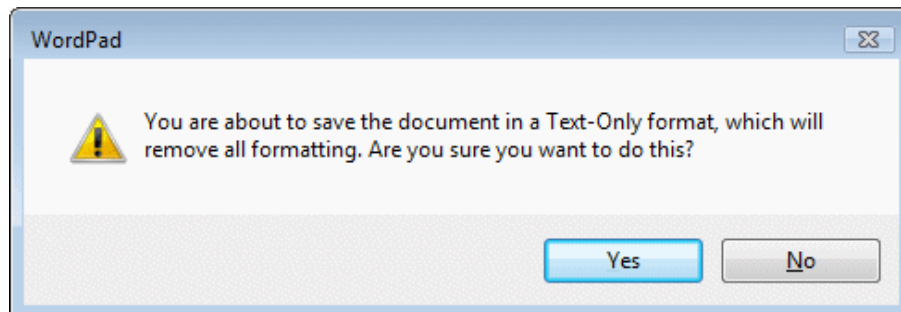 WordPad
You are about to save the document in a Text-Only format, which will
remove all formatting. Are you sure you want to do this?
Yes
No